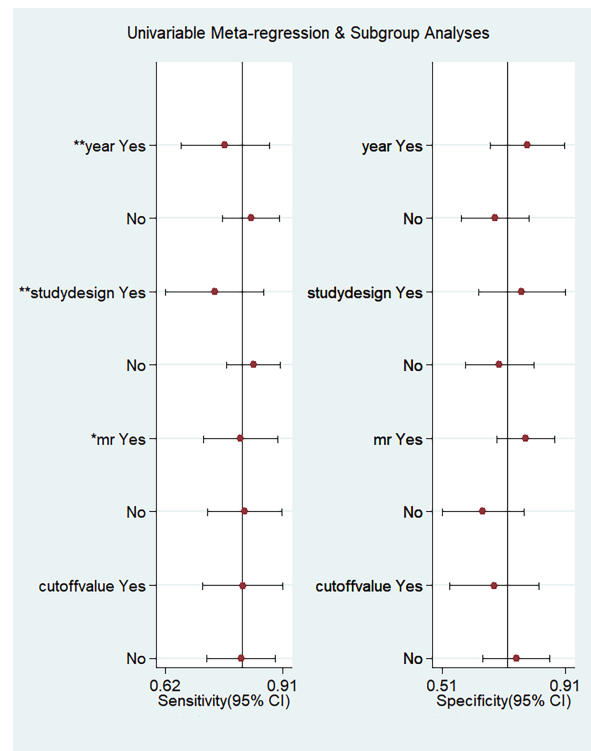 Univariable Meta-regression & Subgroup Analyses
**year Yes
No
**studydesign Yes
No
*mr Yes
No
cutoffvalue Yes
No
0.62 0.91
Sensitivity(95% CI)
year Yes
No
studydesign Yes
No
mr Yes
No
cutoffvalue Yes
No
0.51 0.91
Specificity(95% CI)